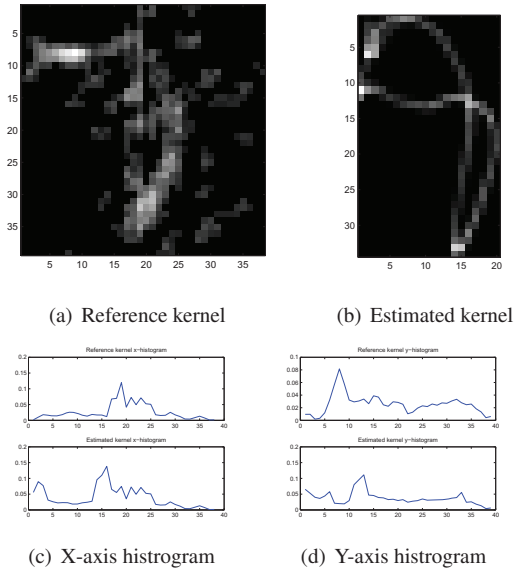 5
10
15
20
25
30
35
5 10 15 20 25 30 35
(a) Reference kernel
5
10
15
20
25
30
5 10 15 20
(b) Estimated kernel
Reference kernel x−histogram
0.2
0.15
0.1
0.05
0
0 5 10 15 20 25 30 35 40
Estimated kernel x−histogram
0.2
0.15
0.1
0.05
0
0 5 10 15 20 25 30 35 40
(c) X-axis histrogram
Reference kernel y−histogram
0.1
0.08
0.06
0.04
0.02
0
0 5 10 15 20 25 30 35 40
Estimated kernel y−histogram
0.2
0.15
0.1
0.05
0
0 5 10 15 20 25 30 35 40
(d) Y-axis histrogram